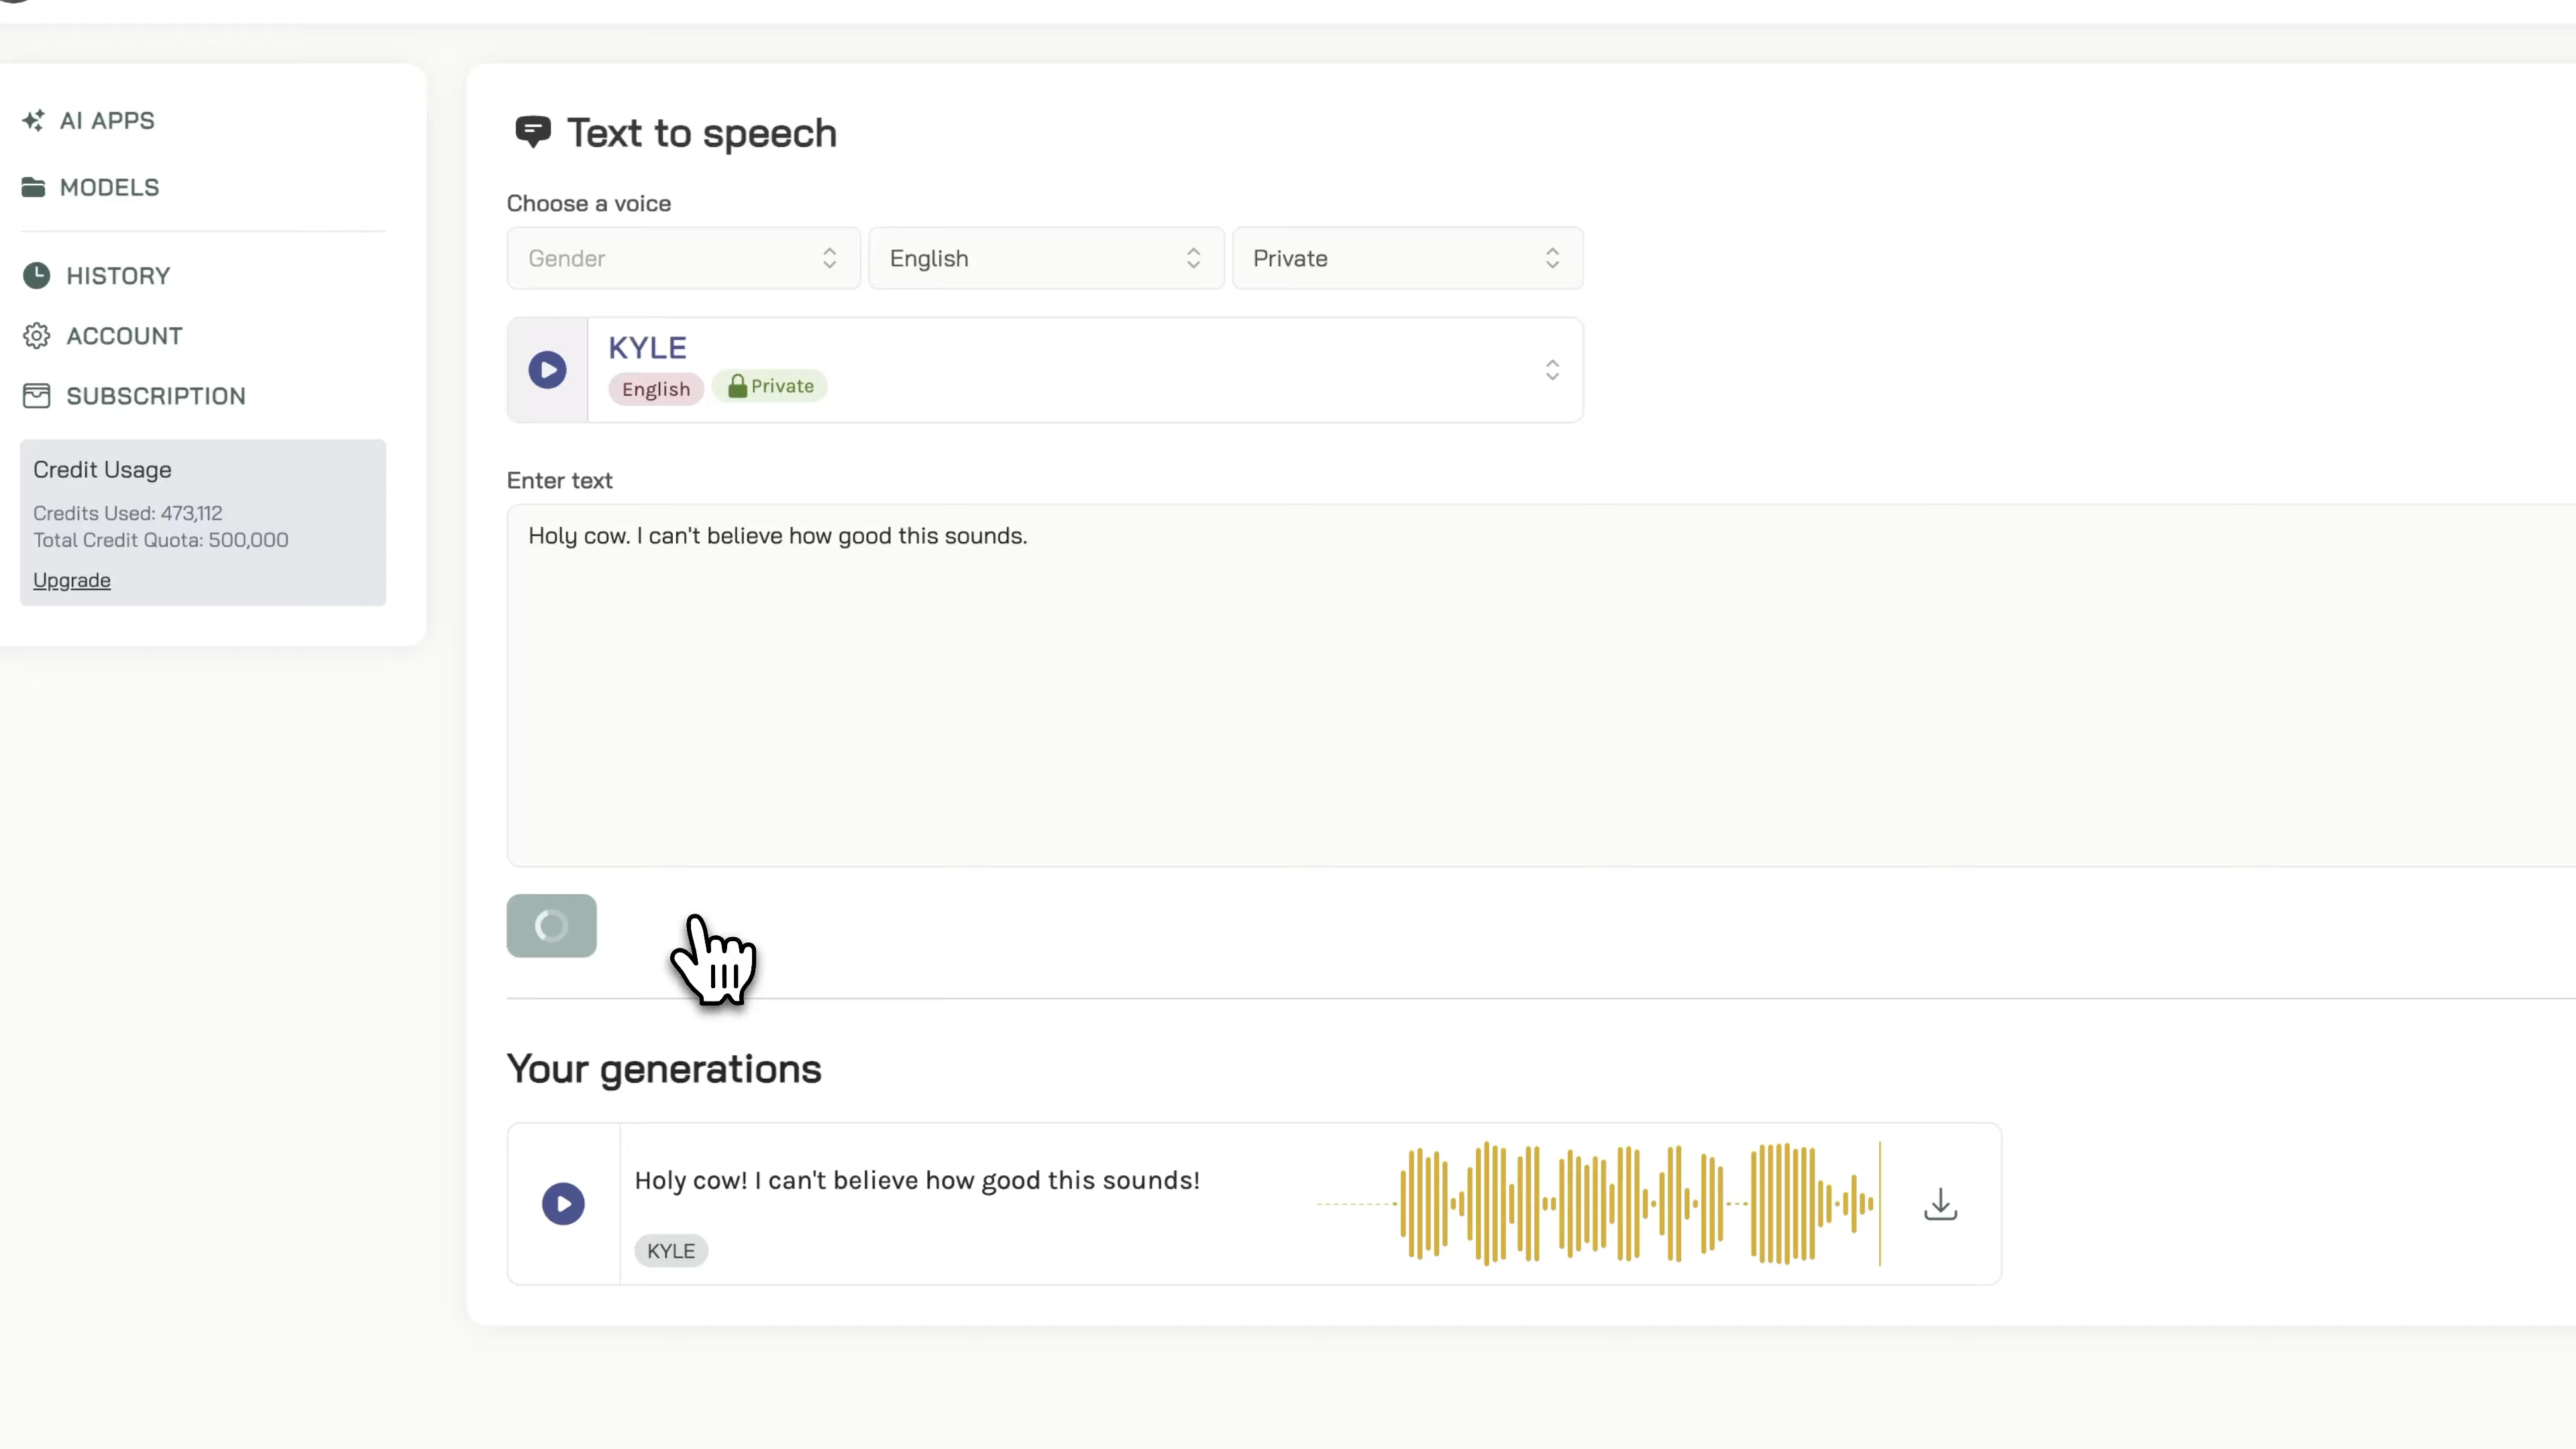 AI APPS
MODELS
HISTORY
ACCOUNT
SUBSCRIPTION
Credit Usage
Credits Used: 473,112
Total Credit Quota: 500,000
Upgrade
Text to speech
Choose a voice
Gender
English
Private
KYLE
English
Private
Enter text
Holy cow. I can't believe how good this sounds.
Your generations
Holy cow! I can't believe how good this sounds!
KYLE